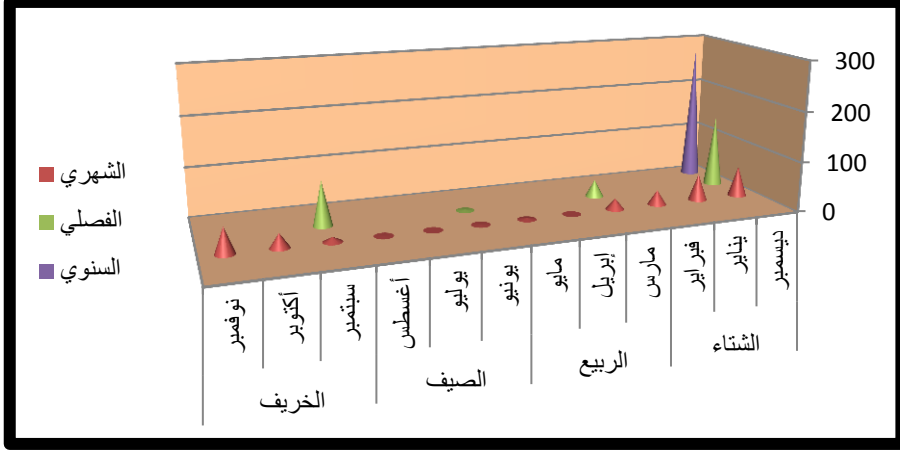 300
200
100
0
الشهري
الفصلي
السنوي
ديسمبر
يناير
فبراير
مارس
إبريل
مايو
يونيو
يوليو
أغسطس
سبتمبر
أكتوبر
نوفمبر
الشتاء
الربيع
الصيف
الخريف